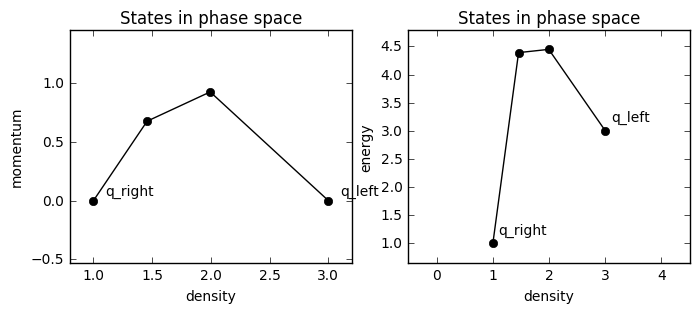 States in phase space
momentum
1.0
0.5
0.0
−0.5
q_right
q_left
1.0 1.5 2.0 2.5 3.0
density
States in phase space
energy
4.5
4.0
3.5
3.0
2.5
2.0
1.5
1.0
q_left
q_right
0 1 2 3 4
density